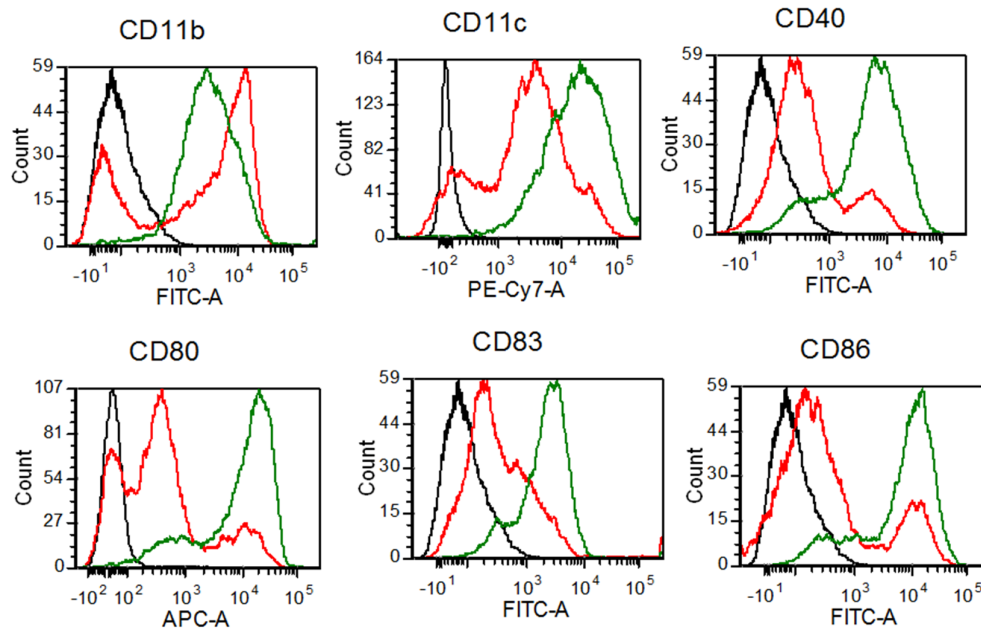 CD11b
59
44
30
15
0
Count
-10¹ 10³ 10⁴ 10⁵
FITC-A
CD11c
164
123
82
41
0
Count
-10² 10³ 10⁴ 10⁵
PE-Cy7-A
CD40
59
44
30
15
0
Count
-10¹ 10³ 10⁴ 10⁵
FITC-A
CD80
107
81
54
27
0
Count
-10² 10² 10³ 10⁴ 10⁵
APC-A
CD83
59
44
30
15
0
Count
-10¹ 10³ 10⁴ 10⁵
FITC-A
CD86
59
44
30
15
0
Count
-10¹ 10³ 10⁴ 10⁵
FITC-A